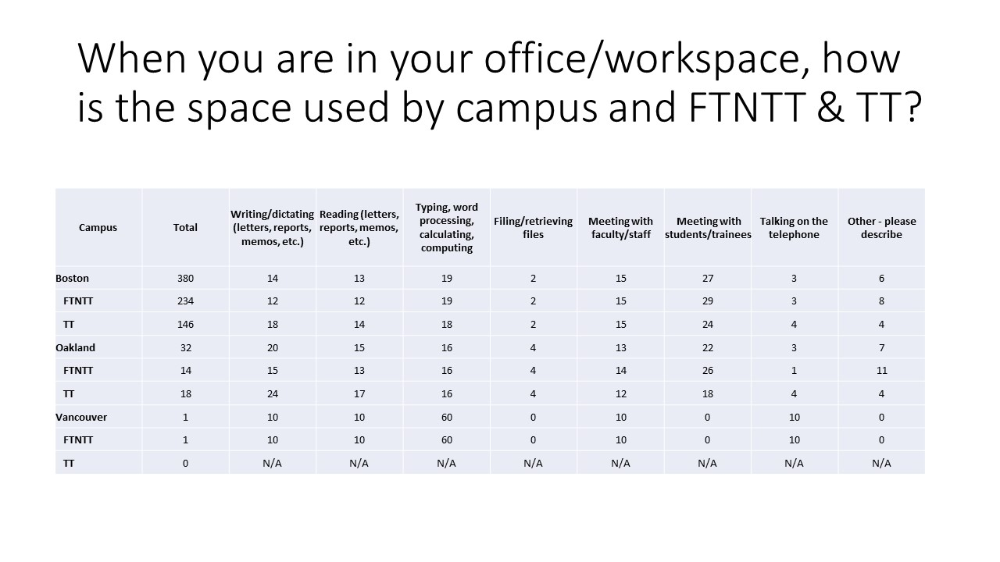 When you are in your office/workspace, how
is the space used by campus and FTNTT & TT?
Campus Total Writing/dictating (letters, reports, memos, etc.) Reading (letters, reports, memos, etc.) Typing, word processing, calculating, computing Filing/retrieving files Meeting with faculty/staff Meeting with students/trainees Talking on the telephone Other - please describe
Boston 380 14 13 19 2 15 27 3 6
FTNTT 234 12 12 19 2 15 29 3 8
TT 146 18 14 18 2 15 24 4 4
Oakland 32 20 15 16 4 13 22 3 7
FTNTT 14 15 13 16 4 14 26 1 11
TT 18 24 17 16 4 12 18 4 4
Vancouver 1 10 10 60 0 10 0 10 0
FTNTT 1 10 10 60 0 10 0 10 0
TT 0 N/A N/A N/A N/A N/A N/A N/A N/A